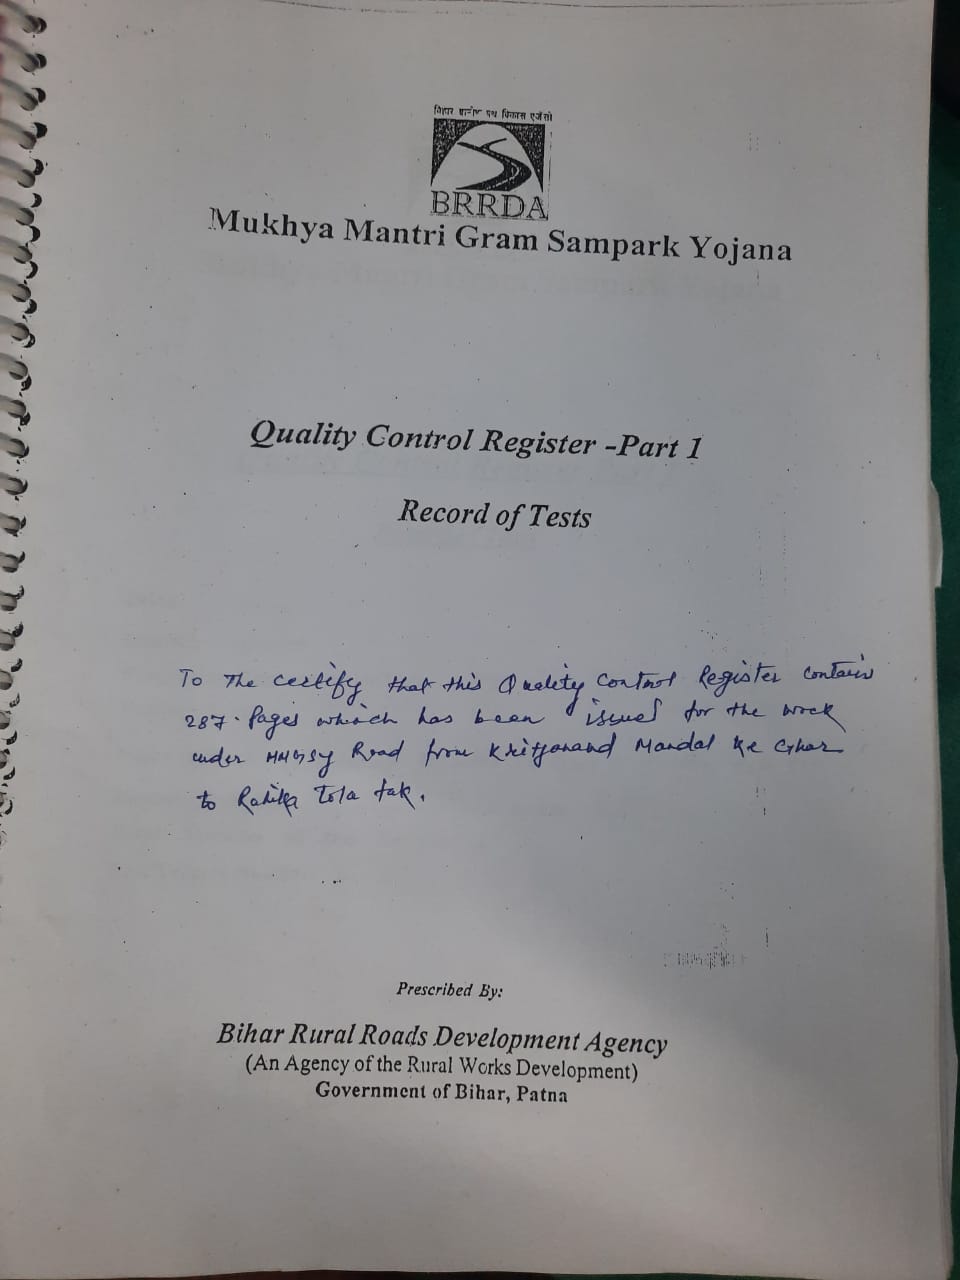 बिहार ग्रामीण पथ विकास एजेंसी
BRRDA
Mukhya Mantri Gram Sampark Yojana
Quality Control Register -Part 1
Record of Tests
To The certify that this Quality Control Register contain
287 Pages which has been issued for the work
under MMGSY Road from Krityanand Mandal Ke Ghar
to Rahika Tola tak.
Prescribed By:
Bihar Rural Roads Development Agency
(An Agency of the Rural Works Development)
Government of Bihar, Patna